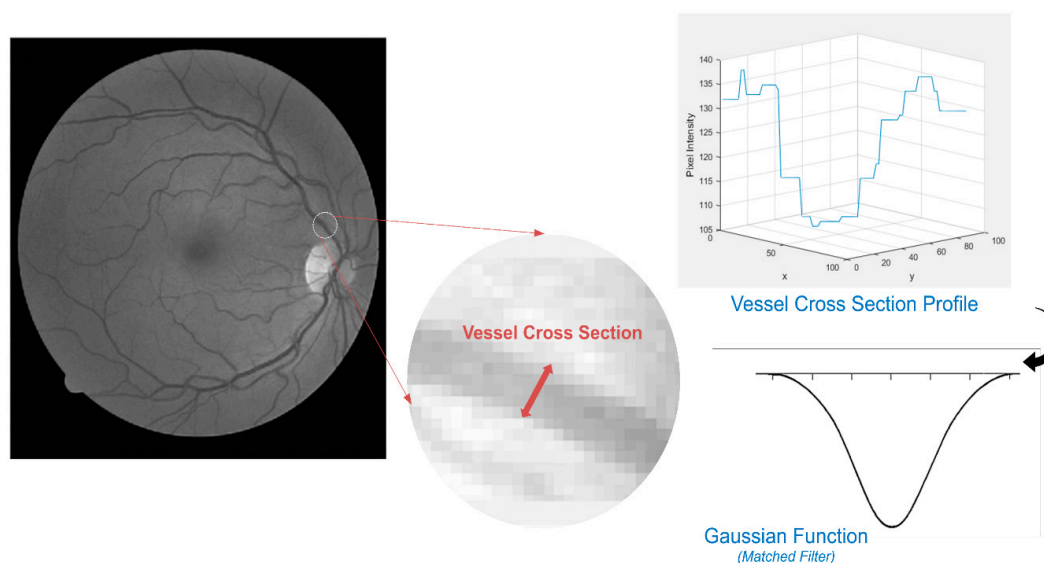 Vessel Cross Section
140
135
130
125
120
115
110
105
Pixel Intensity
0
50
100
x
0
20
40
60
80
100
y
Vessel Cross Section Profile
Gaussian Function
(Matched Filter)